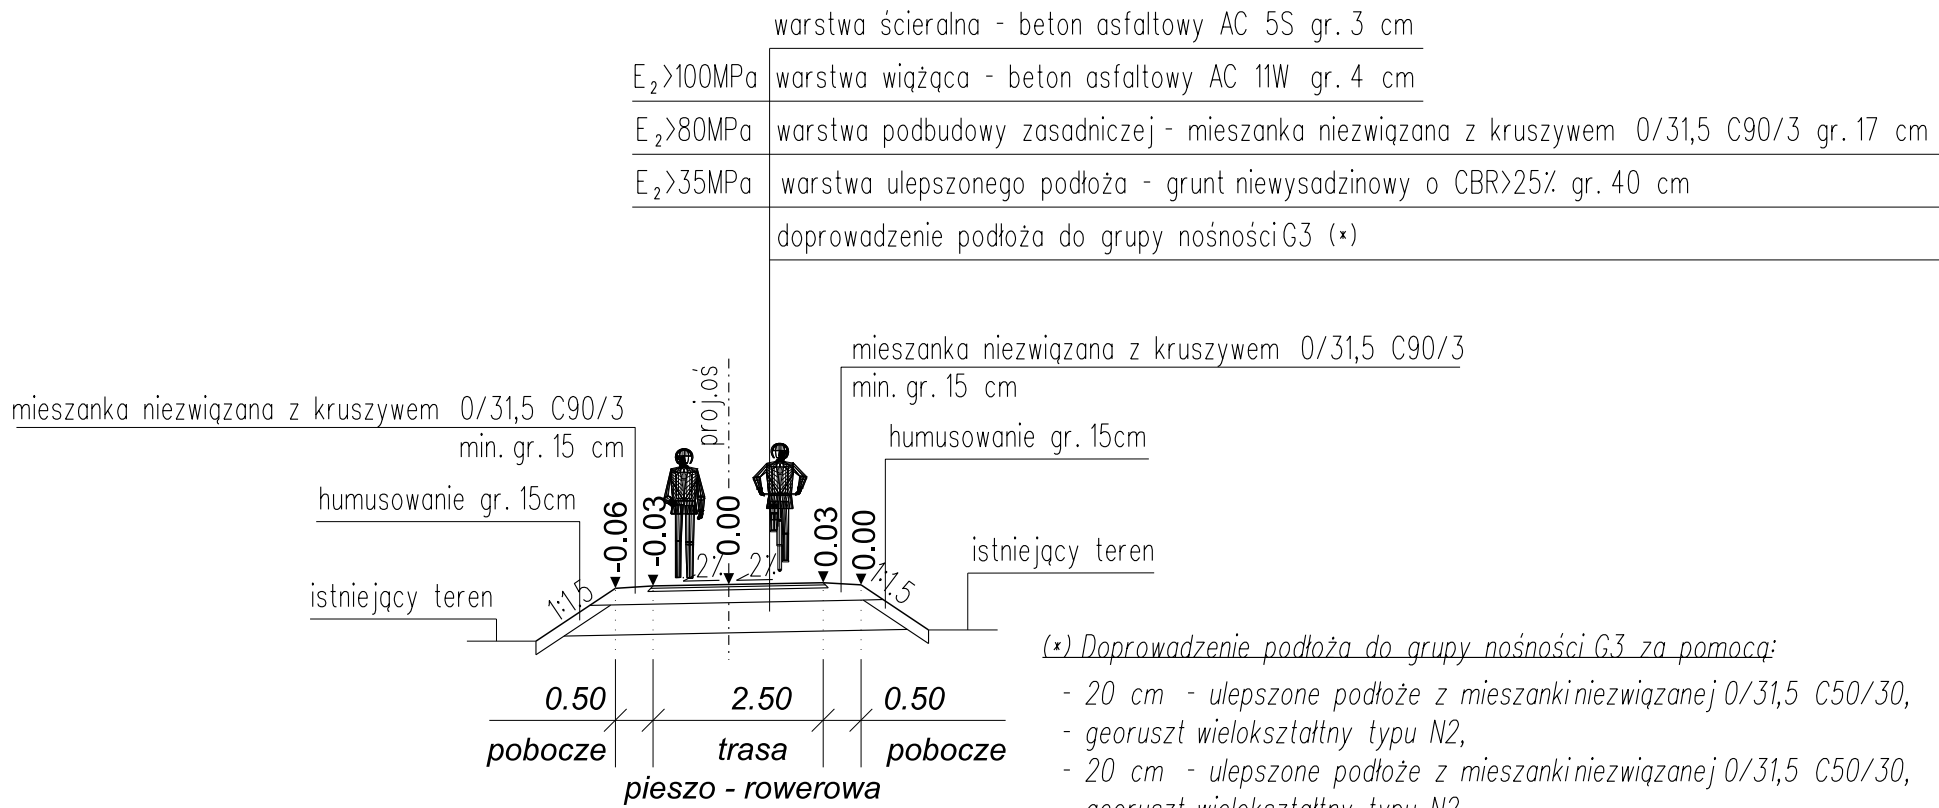 warstwa ścieralna - beton asfaltowy AC 5S gr. 3 cm
E₂>100MPa warstwa wiążąca - beton asfaltowy AC 11W gr. 4 cm
E₂>80MPa warstwa podbudowy zasadniczej - mieszanka niezwiązana z kruszywem 0/31,5 C90/3 gr. 17 cm
E₂>35MPa warstwa ulepszonego podłoża - grunt niewysadzinowy o CBR>25% gr. 40 cm
doprowadzenie podłoża do grupy nośności G3 (*)
mieszanka niezwiązana z kruszywem 0/31,5 C90/3
min. gr. 15 cm
proj.oś
mieszanka niezwiązana z kruszywem 0/31,5 C90/3
min. gr. 15 cm
humusowanie gr. 15cm
humusowanie gr. 15cm
-0.06
-0.03
0.00
0.03
0.00
istniejący teren
istniejący teren
2%
2%
1:1.5
1:1.5
0.50
2.50
0.50
pobocze
trasa
pobocze
pieszo - rowerowa
(*) Doprowadzenie podłoża do grupy nośności G3 za pomocą:
- 20 cm - ulepszone podłoże z mieszanki niezwiązanej 0/31,5 C50/30,
- georuszt wielokształtny typu N2,
- 20 cm - ulepszone podłoże z mieszanki niezwiązanej 0/31,5 C50/30,
- georuszt wielokształtny typu N2